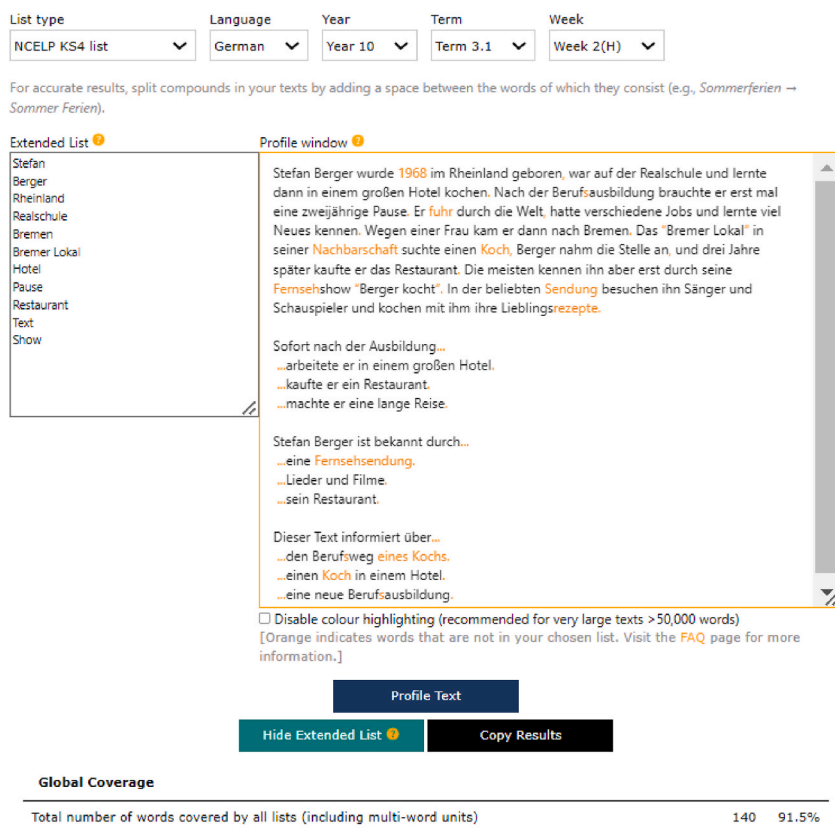 List type Language Year Term Week
NCELP KS4 list German Year 10 Term 3.1 Week 2(H)
For accurate results, split compounds in your texts by adding a space between the words of which they consist (e.g., Sommerferien →
Sommer Ferien).
Extended List ? Profile window ?
Stefan
Berger
Rheinland
Realschule
Bremen
Bremer Lokal
Hotel
Pause
Restaurant
Text
Show
Stefan Berger wurde 1968 im Rheinland geboren, war auf der Realschule und lernte
dann in einem großen Hotel kochen. Nach der Berufsausbildung brauchte er erst mal
eine zweijährige Pause. Er fuhr durch die Welt, hatte verschiedene Jobs und lernte viel
Neues kennen. Wegen einer Frau kam er dann nach Bremen. Das "Bremer Lokal" in
seiner Nachbarschaft suchte einen Koch, Berger nahm die Stelle an, und drei Jahre
später kaufte er das Restaurant. Die meisten kennen ihn aber erst durch seine
Fernsehshow "Berger kocht". In der beliebten Sendung besuchen ihn Sänger und
Schauspieler und kochen mit ihm ihre Lieblingsrezepte.
Sofort nach der Ausbildung...
...arbeitete er in einem großen Hotel.
...kaufte er ein Restaurant.
...machte er eine lange Reise.
Stefan Berger ist bekannt durch...
...eine Fernsehsendung.
...Lieder und Filme.
...sein Restaurant.
Dieser Text informiert über...
...den Berufsweg eines Kochs.
...einen Koch in einem Hotel.
...eine neue Berufsausbildung.
Disable colour highlighting (recommended for very large texts >50,000 words)
[Orange indicates words that are not in your chosen list. Visit the FAQ page for more
information.]
Profile Text
Hide Extended List ? Copy Results
Global Coverage
Total number of words covered by all lists (including multi-word units) 140 91.5%